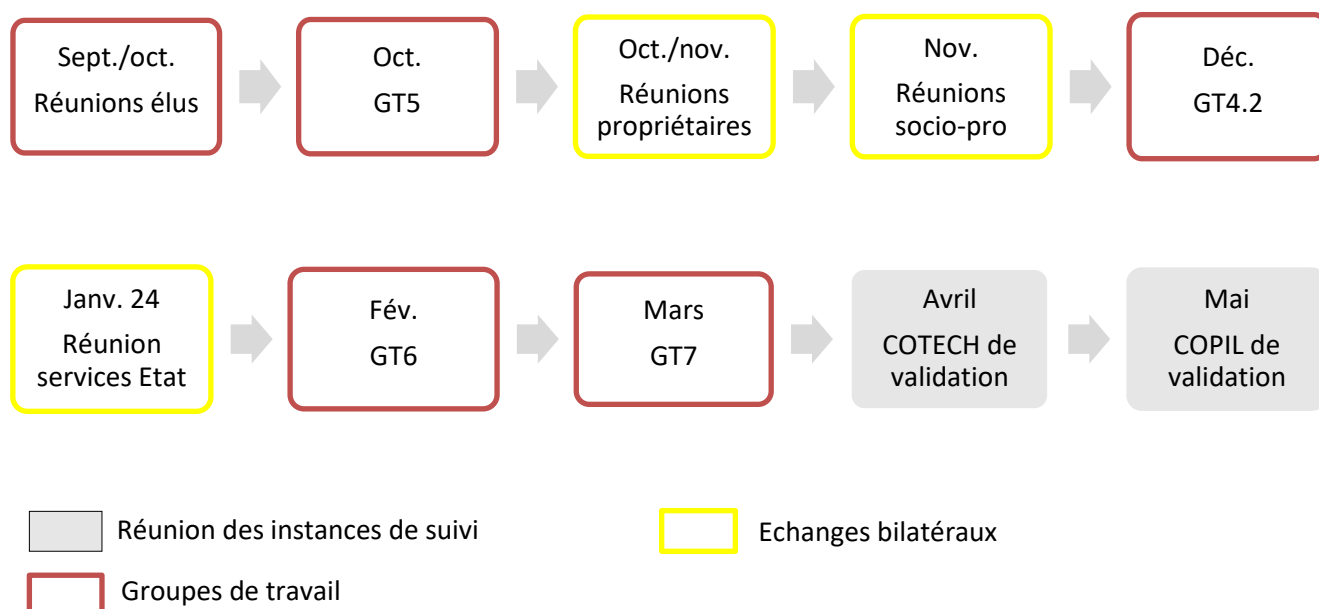 Sept./oct.
Réunions élus
Oct.
GT5
Oct./nov.
Réunions
propriétaires
Nov.
Réunions
socio-pro
Déc.
GT4.2
Janv. 24
Réunion
services Etat
Fév.
GT6
Mars
GT7
Avril
COTECH de
validation
Mai
COPIL de
validation
Réunion des instances de suivi
Echanges bilatéraux
Groupes de travail